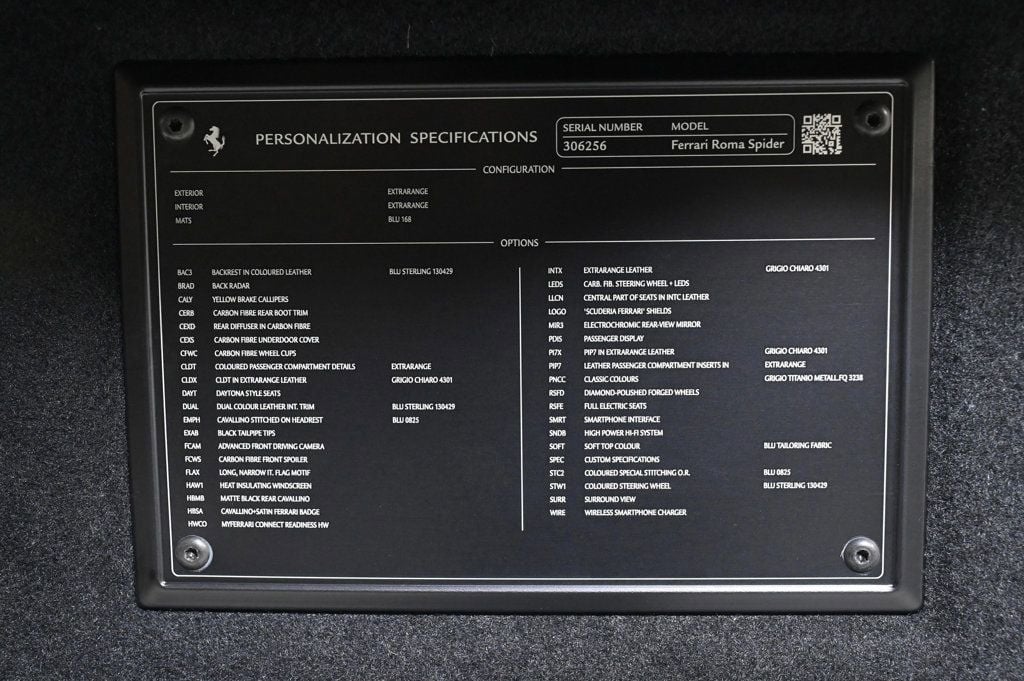 PERSONALIZATION SPECIFICATIONS
SERIAL NUMBER MODEL
306256 Ferrari Roma Spider
CONFIGURATION
EXTERIOR EXTRARANGE
INTERIOR EXTRARANGE
MATS BLU 168
OPTIONS
BAC3 BACKREST IN COLOURED LEATHER BLU STERLING 130429
BRAD BACK RADAR
CALY YELLOW BRAKE CALLIPERS
CERB CARBON FIBRE REAR BOOT TRIM
CEXD REAR DIFFUSER IN CARBON FIBRE
CEXS CARBON FIBRE UNDERDOOR COVER
CFWC CARBON FIBRE WHEEL CUPS
CLDT COLOURED PASSENGER COMPARTMENT DETAILS EXTRARANGE
CLDX CLDT IN EXTRARANGE LEATHER GRIGIO CHIARO 4301
DAYT DAYTONA STYLE SEATS
DUAL DUAL COLOUR LEATHER INT. TRIM BLU STERLING 130429
EMPH CAVALLINO STITCHED ON HEADREST BLU 0825
EXAB BLACK TAILPIPE TIPS
FCAM ADVANCED FRONT DRIVING CAMERA
FCWS CARBON FIBRE FRONT SPOILER
FLAX LONG, NARROW IT. FLAG MOTIF
HAW1 HEAT INSULATING WINDSCREEN
HBMB MATTE BLACK REAR CAVALLINO
HBSA CAVALLINO+SATIN FERRARI BADGE
HWCO MYFERRARI CONNECT READINESS HW
INTX EXTRARANGE LEATHER GRIGIO CHIARO 4301
LEDS CARB. FIB. STEERING WHEEL + LEDS
LLCN CENTRAL PART OF SEATS IN INTC LEATHER
LOGO 'SCUDERIA FERRARI' SHIELDS
MIR3 ELECTROCHROMIC REAR-VIEW MIRROR
PDIS PASSENGER DISPLAY
PI7X PIP7 IN EXTRARANGE LEATHER GRIGIO CHIARO 4301
PIP7 LEATHER PASSENGER COMPARTMENT INSERTS IN EXTRARANGE
PNCC CLASSIC COLOURS GRIGIO TITANIO METALL.FQ 3238
RSFD DIAMOND-POLISHED FORGED WHEELS
RSFE FULL ELECTRIC SEATS
SMRT SMARTPHONE INTERFACE
SNDB HIGH POWER HI-FI SYSTEM
SOFT SOFT TOP COLOUR BLU TAILORING FABRIC
SPEC CUSTOM SPECIFICATIONS
STC2 COLOURED SPECIAL STITCHING O.R. BLU 0825
STW1 COLOURED STEERING WHEEL BLU STERLING 130429
SURR SURROUND VIEW
WIRE WIRELESS SMARTPHONE CHARGER